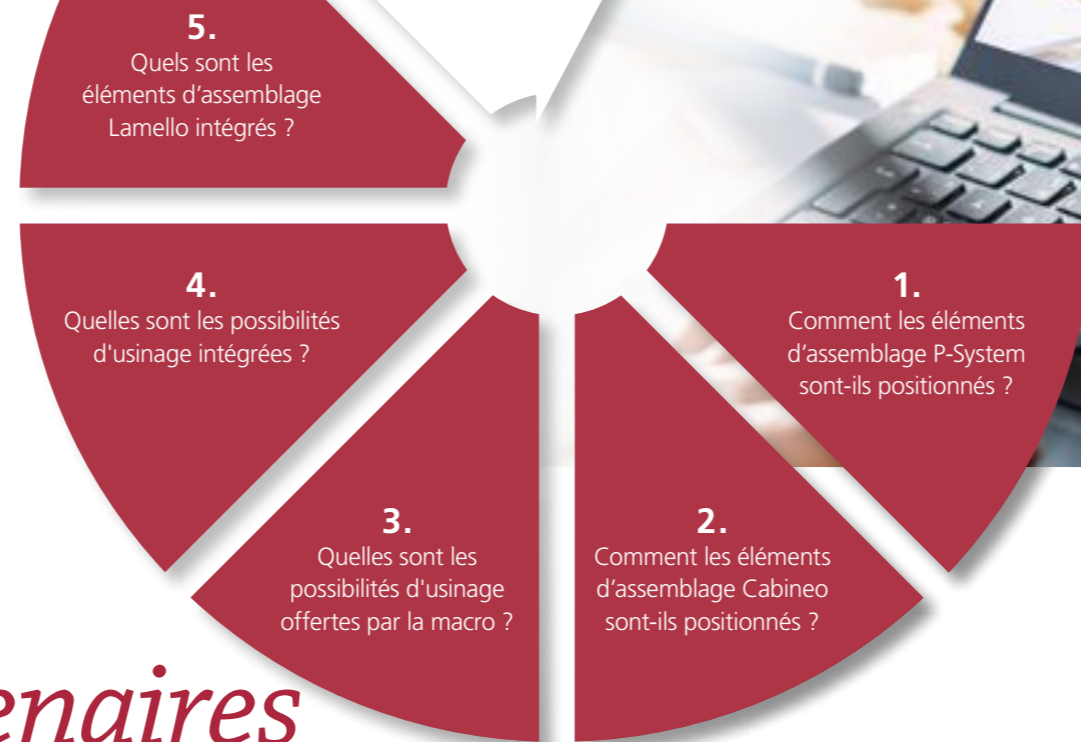 5.
Quels sont les
éléments d’assemblage
Lamello intégrés ?
4.
Quelles sont les possibilités
d'usinage intégrées ?
1.
Comment les éléments
d’assemblage P-System
sont-ils positionnés ?
3.
Quelles sont les
possibilités d'usinage
offertes par la macro ?
2.
Comment les éléments
d’assemblage Cabineo
sont-ils positionnés ?
enaires